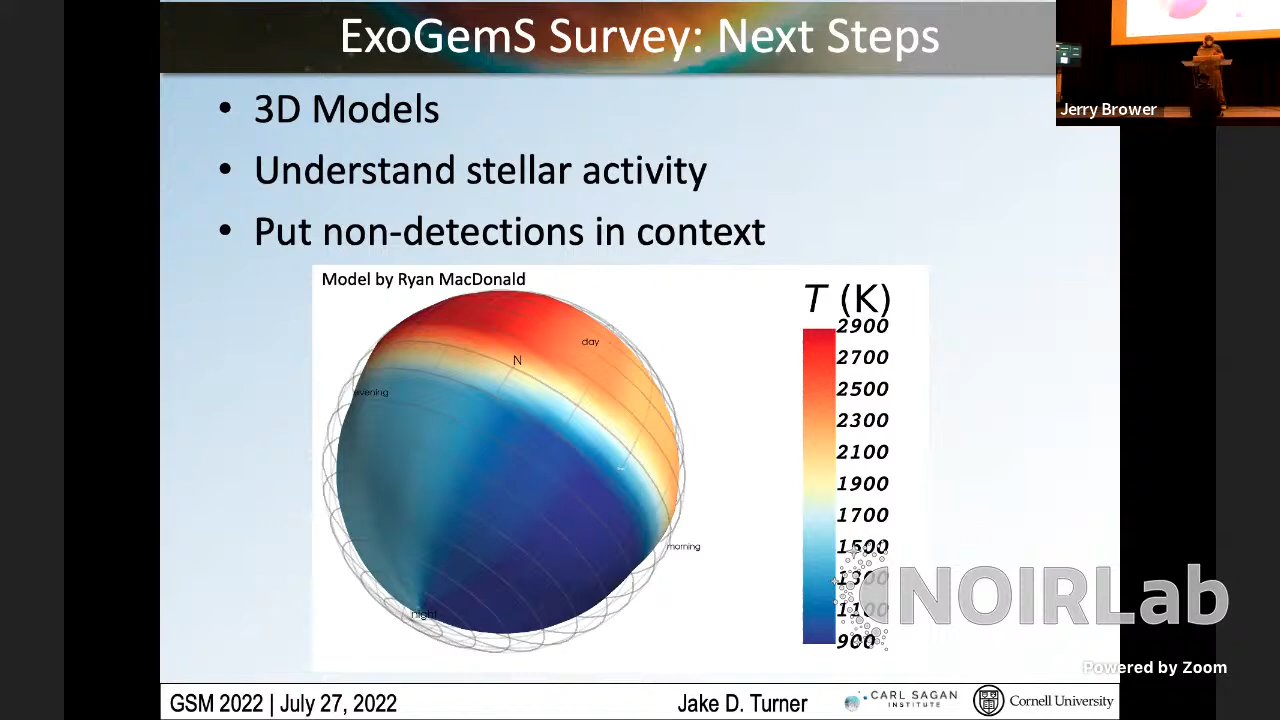 ExoGemS Survey: Next Steps
Jerry Brower
• 3D Models
• Understand stellar activity
• Put non-detections in context
Model by Ryan MacDonald
T (K)
2900
2700
2500
2300
2100
1900
1700
1500
1300
1100
900
day
N
evening
morning
night
NOIRLab
Powered by Zoom
GSM 2022 | July 27, 2022
Jake D. Turner
CARL SAGAN
INSTITUTE
Cornell University